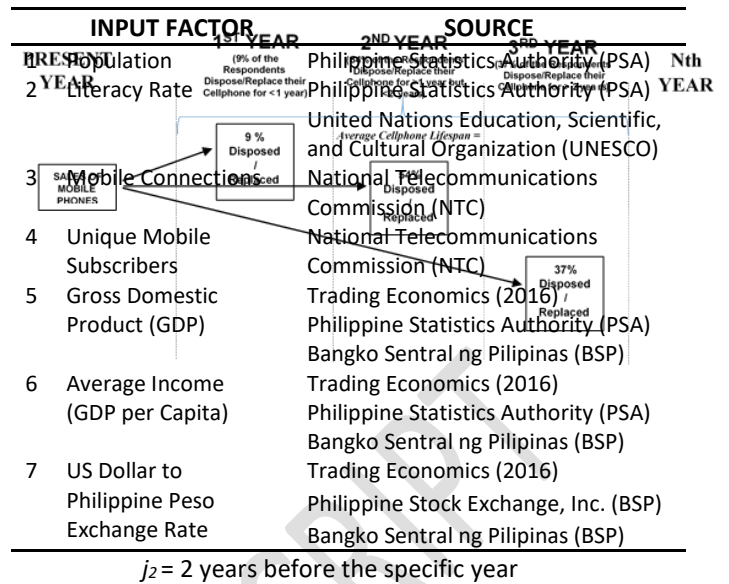 INPUT FACTOR SOURCE
1 Population Philippine Statistics Authority (PSA)
2 Literacy Rate Philippine Statistics Authority (PSA)
United Nations Education, Scientific,
and Cultural Organization (UNESCO)
3 Mobile Connections National Telecommunications
Commission (NTC)
4 Unique Mobile National Telecommunications
Subscribers Commission (NTC)
5 Gross Domestic Trading Economics (2016)
Product (GDP) Philippine Statistics Authority (PSA)
Bangko Sentral ng Pilipinas (BSP)
6 Average Income Trading Economics (2016)
(GDP per Capita) Philippine Statistics Authority (PSA)
Bangko Sentral ng Pilipinas (BSP)
7 US Dollar to Trading Economics (2016)
Philippine Peso Philippine Stock Exchange, Inc. (BSP)
Exchange Rate Bangko Sentral ng Pilipinas (BSP)
j2 = 2 years before the specific year
PRESENT
YEAR
1ST YEAR
(9% of the
Respondents
Dispose/Replace their
Cellphone for <1 year)
2ND YEAR
Dispose/Replace their
3RD YEAR
Dispose/Replace their
Nth
YEAR
Average Cellphone Lifespan =
SALES OF
MOBILE
PHONES
9 %
Disposed
/
Replaced
Disposed
/
Replaced
37%
Disposed
/
Replaced